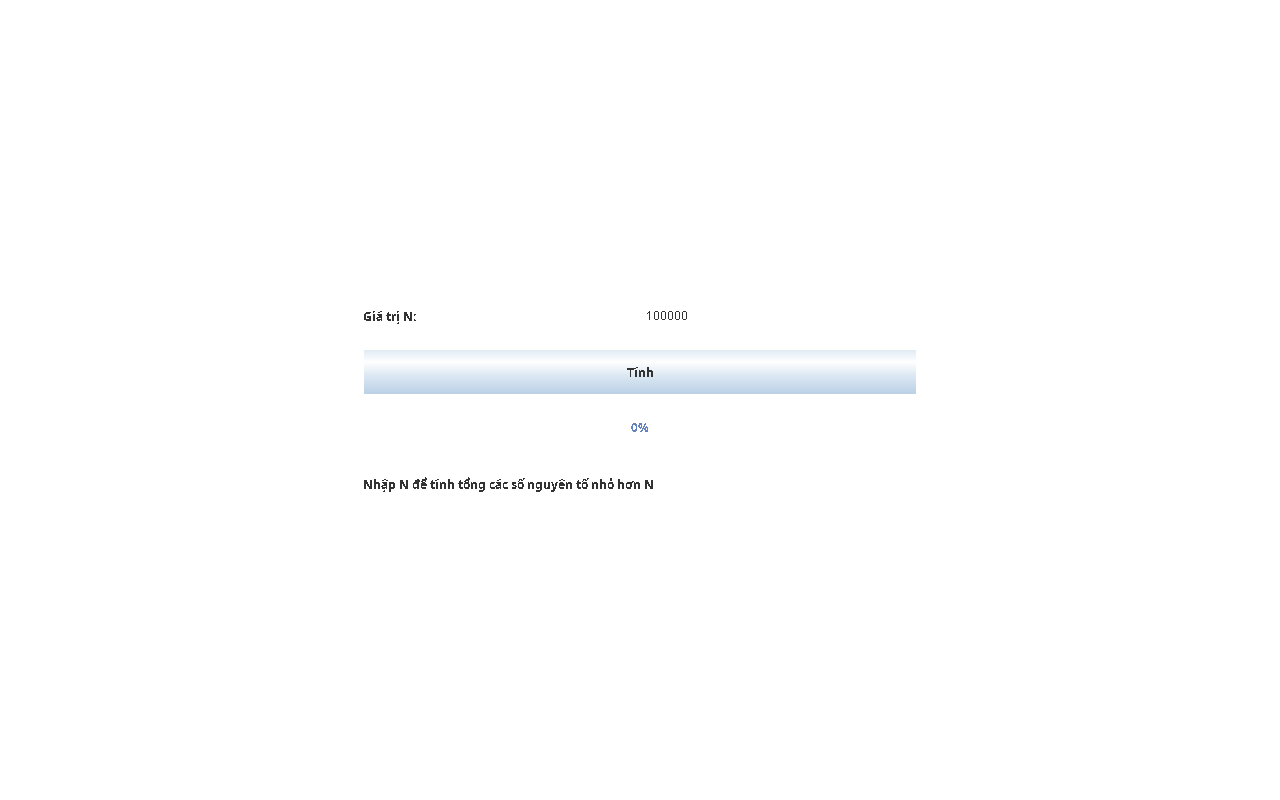 Giá trị N: 100000
Tính
0%
Nhập N để tính tổng các số nguyên tố nhỏ hơn N